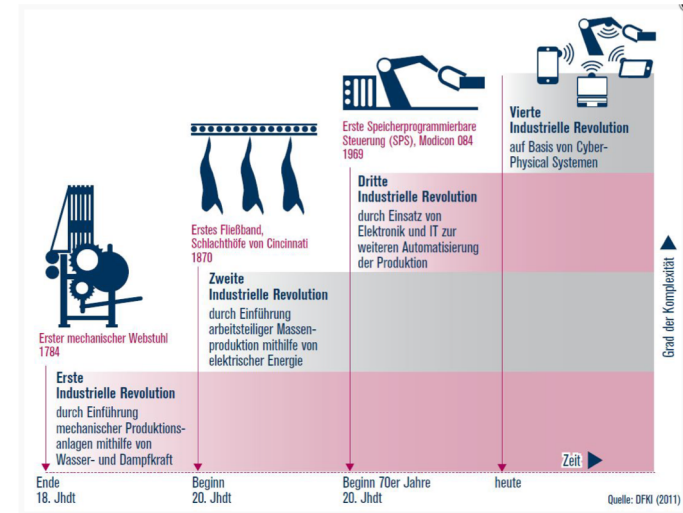 Vierte
Industrielle Revolution
auf Basis von Cyber-
Physical Systemen
Erste Speicherprogrammierbare
Steuerung (SPS), Modicon 084
1969
Dritte
Industrielle Revolution
durch Einsatz von
Elektronik und IT zur
weiteren Automatisierung
der Produktion
Erstes Fließband,
Schlachthöfe von Cincinnati
1870
Zweite
Industrielle Revolution
durch Einführung
arbeitsteiliger Massen-
produktion mithilfe von
elektrischer Energie
Erster mechanischer Webstuhl
1784
Erste
Industrielle Revolution
durch Einführung
mechanischer Produktions-
anlagen mithilfe von
Wasser- und Dampfkraft
Grad der Komplexität
Zeit
Ende
18. Jhdt
Beginn
20. Jhdt
Beginn 70er Jahre
20. Jhdt
heute
Quelle: DFKI (2011)